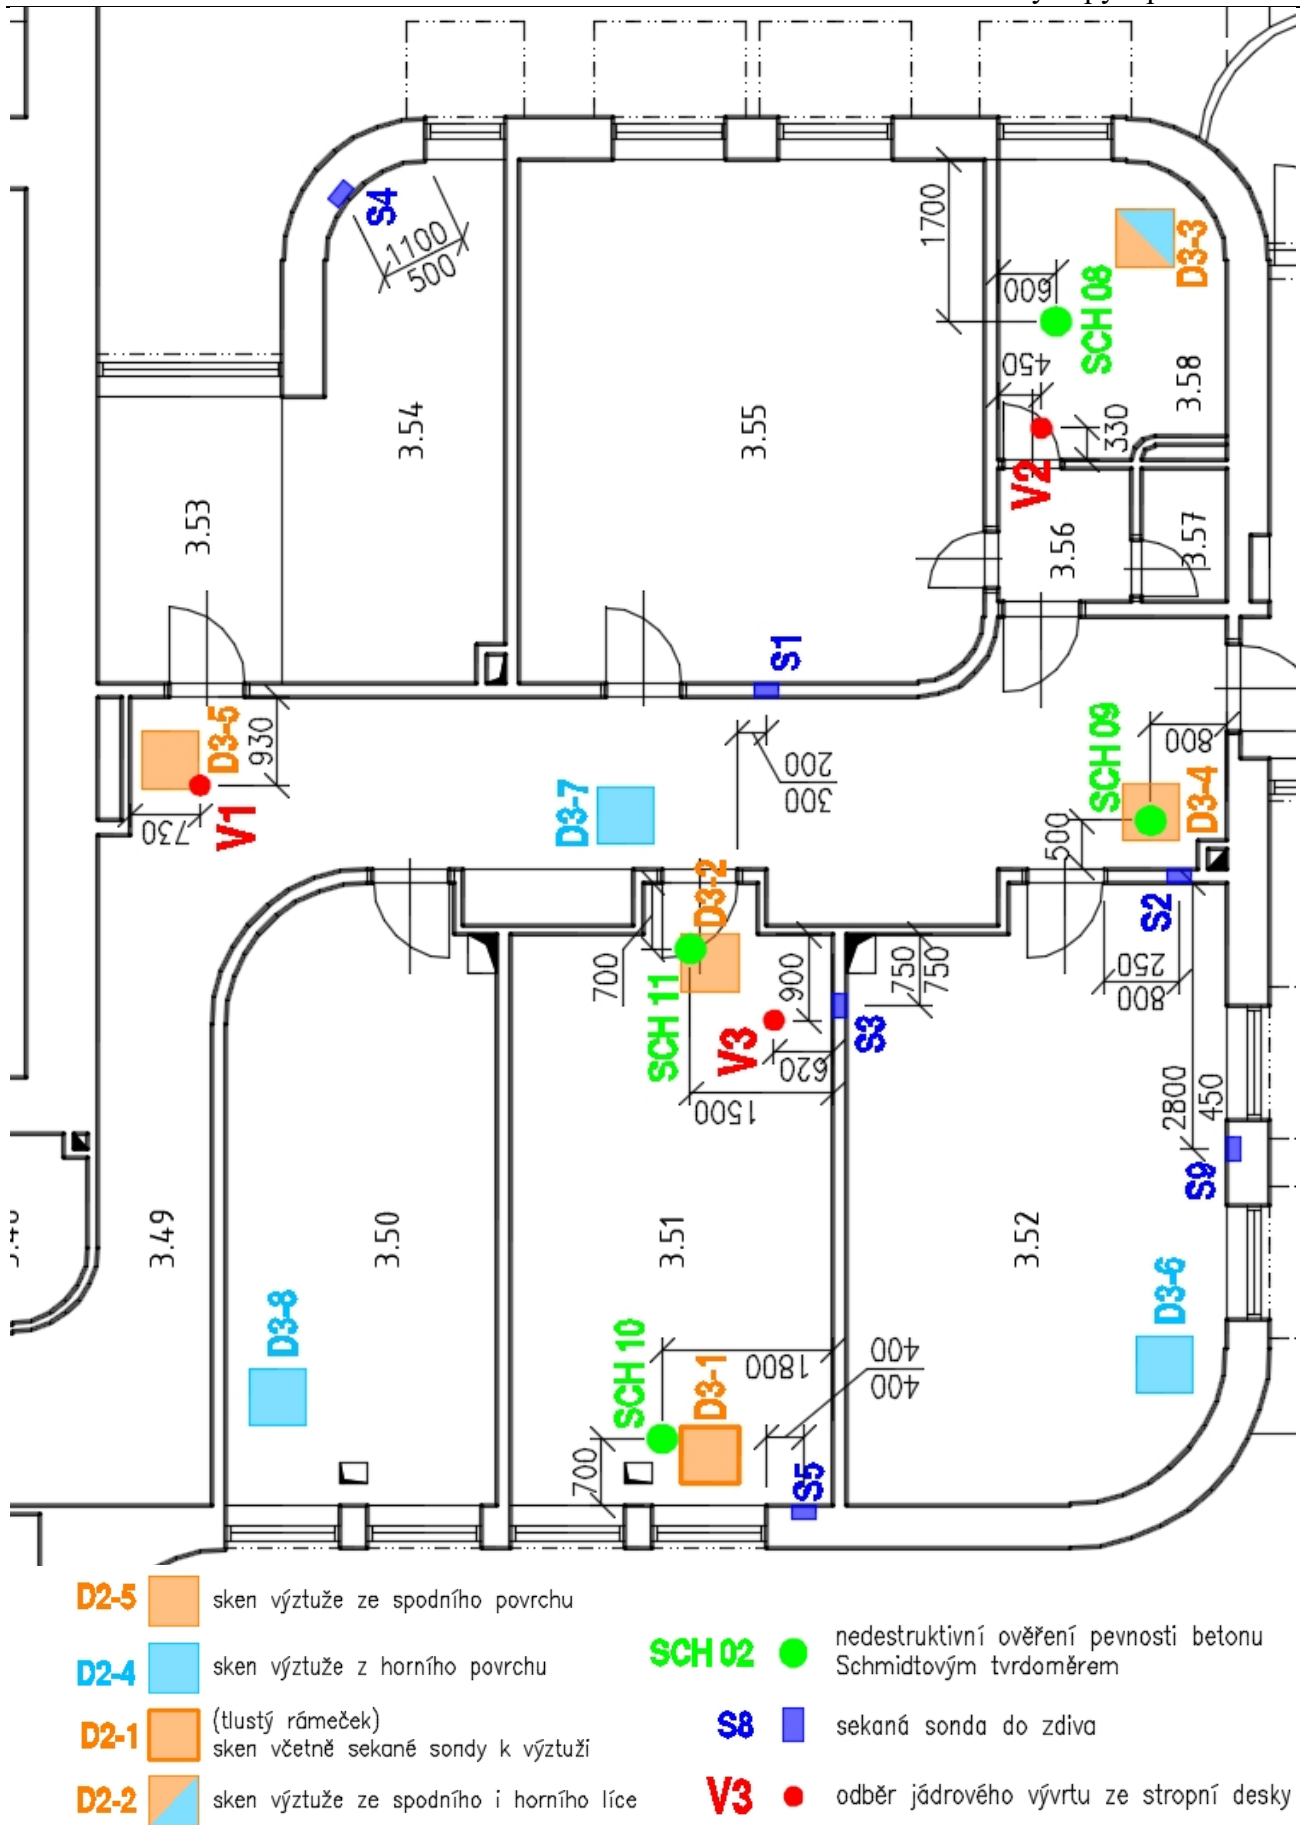 S4
1100
500
1700
600
SCH 08
D3-3
450
330
3.58
3.54
3.55
V2
3.53
3.56
3.57
S1
D3-5
930
V1
730
D3-7
200
300
SCH 09
800
D3-4
500
D3-2
S2
700
SCH 11
900
750
750
250
800
V3
620
S3
1500
2800
450
S9
3.49
3.50
3.51
3.52
D3-8
D3-6
SCH 10
1800
D3-1
400
400
700
S5
D2-5 sken výztuže ze spodního povrchu
D2-4 sken výztuže z horního povrchu
D2-1 (tlustý rámeček)
sken včetně sekané sondy k výztuži
D2-2 sken výztuže ze spodního i horního líce
SCH 02 nedestruktivní ověření pevnosti betonu
Schmidtovým tvrdoměrem
S8 sekaná sonda do zdiva
V3 odběr jádrového vývrtu ze stropní desky